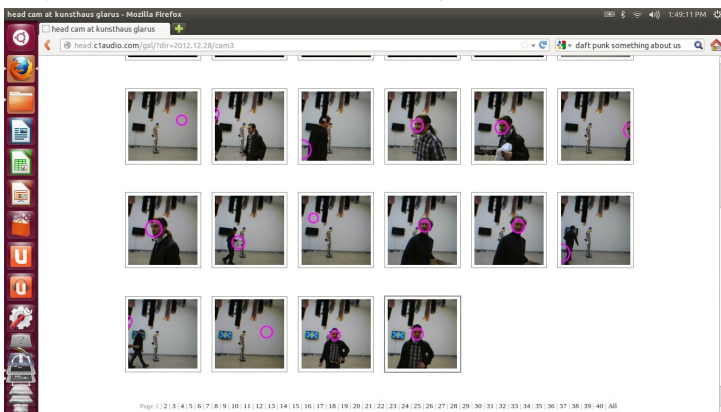 head cam at kunsthaus glarus - Mozilla Firefox
1:49:11 PM
head cam at kunsthaus glarus
head.c1audio.com/gal/?dir=2012.12.28/cam3
daft punk something about us
Page 1 | 2 | 3 | 4 | 5 | 6 | 7 | 8 | 9 | 10 | 11 | 12 | 13 | 14 | 15 | 16 | 17 | 18 | 19 | 20 | 21 | 22 | 23 | 24 | 25 | 26 | 27 | 28 | 29 | 30 | 31 | 32 | 33 | 34 | 35 | 36 | 37 | 38 | 39 | 40 | All